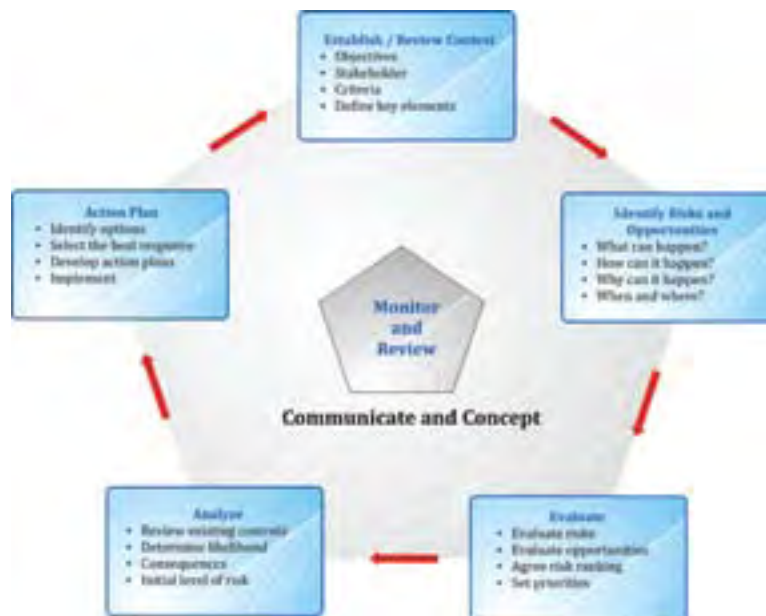 Establish / Review Context
• Objectives
• Stakeholder
• Criteria
• Define key elements
Identify Risks and
Opportunities
• What can happen?
• How can it happen?
• Why can it happen?
• When and where?
Evaluate
• Evaluate risks
• Evaluate opportunities
• Agree risk ranking
• Set priorities
Analyze
• Review existing controls
• Determine likelihood
• Consequences
• Initial level of risk
Action Plan
• Identify options
• Select the best response
• Develop action plans
• Implement
Monitor
and
Review
Communicate and Concept